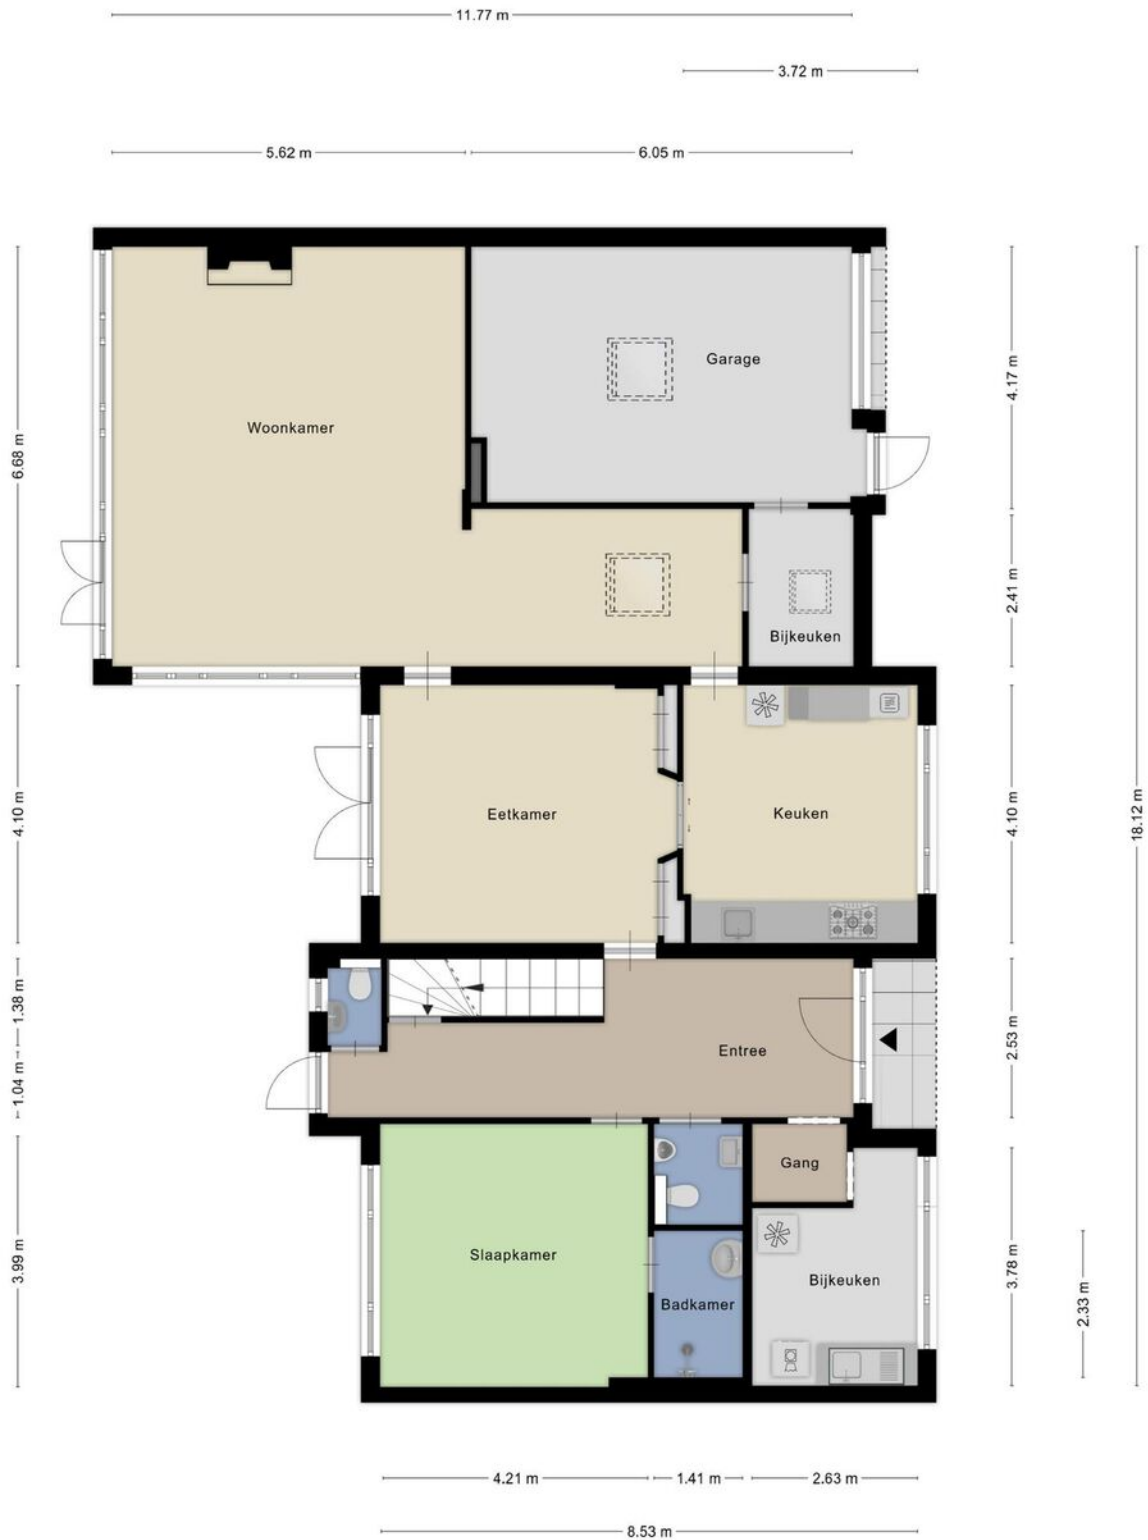 11.77 m
3.72 m
5.62 m
6.05 m
Garage
4.17 m
Woonkamer
6.68 m
2.41 m
Bijkeuken
18.12 m
4.10 m
Eetkamer
Keuken
4.10 m
1.38 m
1.04 m
Entree
2.53 m
Gang
3.99 m
Slaapkamer
Badkamer
Bijkeuken
3.78 m
2.33 m
4.21 m
1.41 m
2.63 m
8.53 m